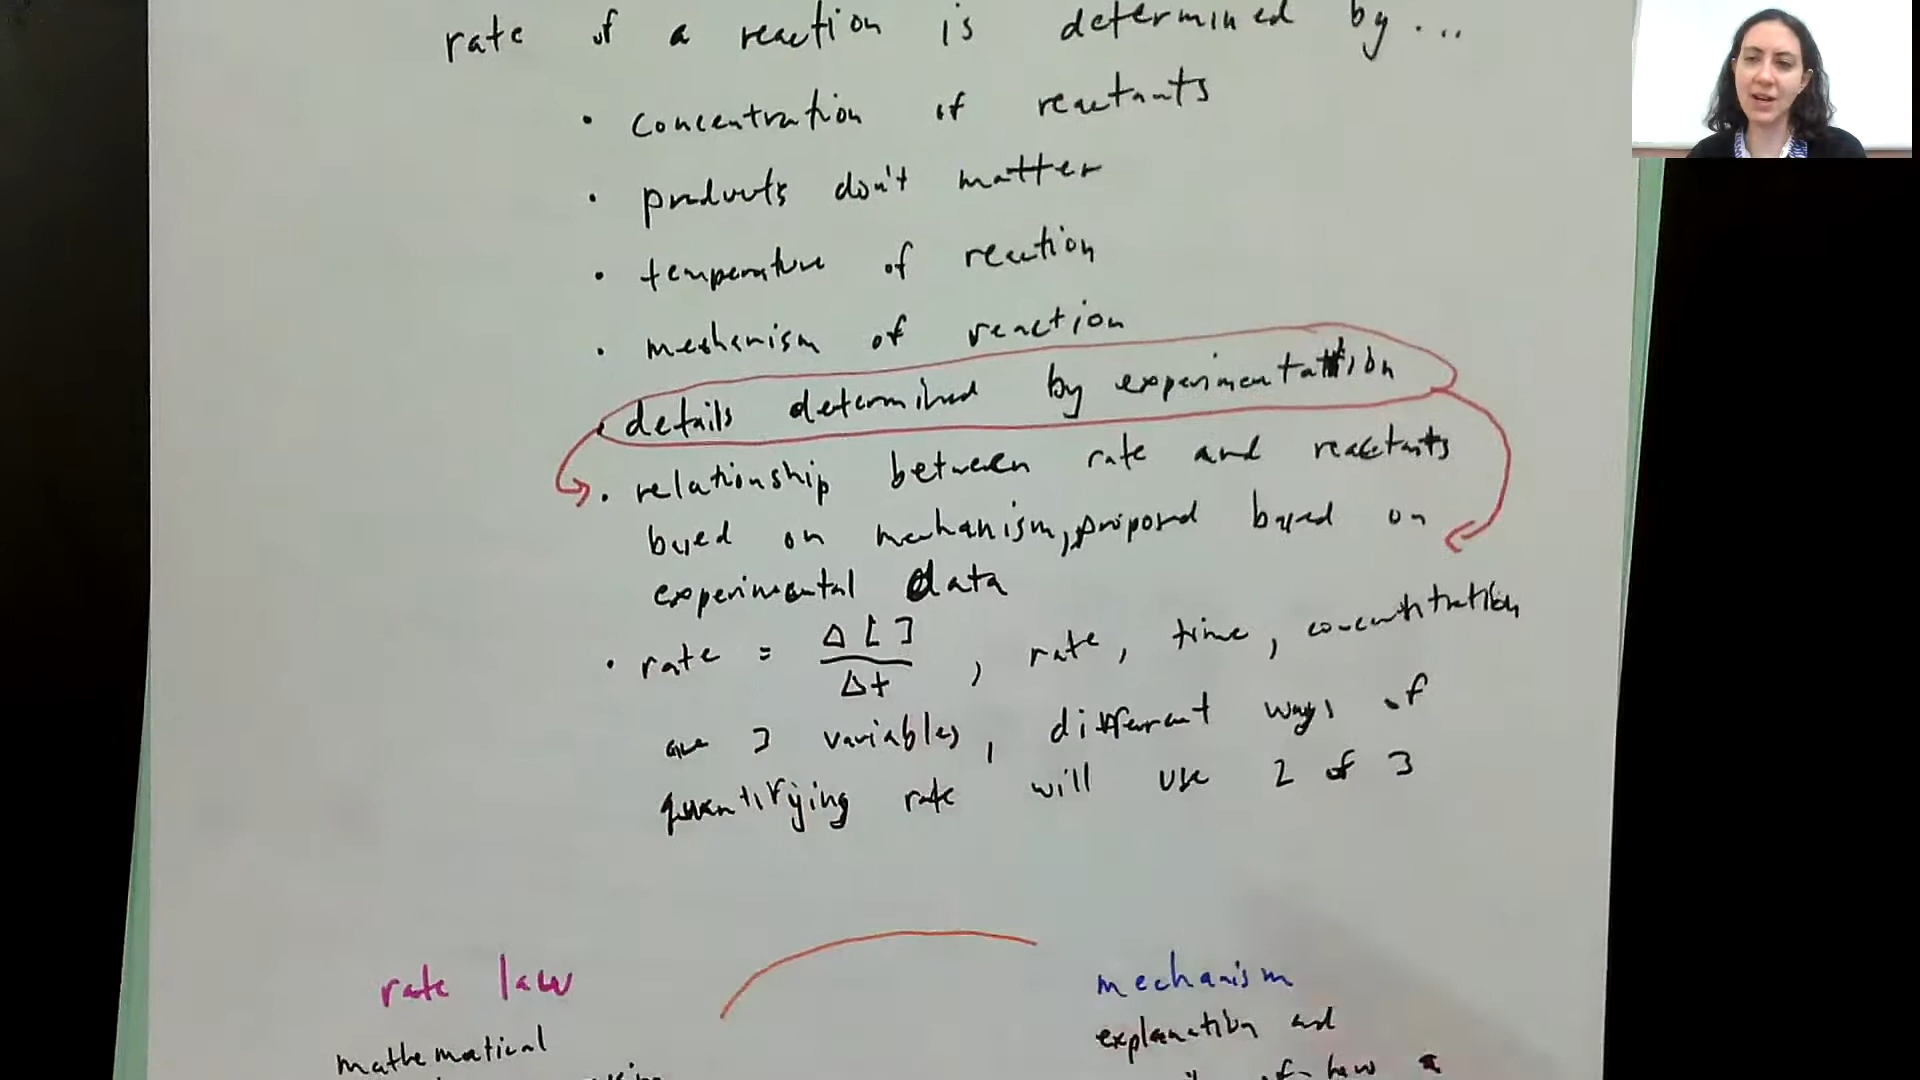 rate of a reaction is determined by...
• concentration of reactants
• products don't matter
• temperature of reaction
• mechanism of reaction
• details determined by experimentation
• relationship between rate and reactants
based on mechanism, proposed based on
experimental data
• rate = Δ[ ] / Δt , rate, time, concentration
are 3 variables, different ways of
quantifying rate will use 2 of 3
rate law
mathematical
mechanism
explanation and
of how a